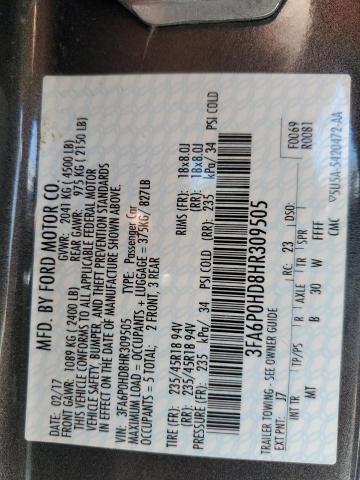 MFD. BY FORD MOTOR CO.
02/17 GVWR: 2041 KG ( 4500 LB)
FRONT GAWR: 1089 KG ( 2400 LB) REAR GAWR: 975 KG ( 2150 LB)
THIS VEHICLE CONFORMS TO ALL APPLICABLE FEDERAL MOTOR
VEHICLE SAFETY, BUMPER, AND THEFT PREVENTION STANDARDS
IN EFFECT ON THE DATE OF MANUFACTURE SHOWN ABOVE.
VIN: 3FA6P0HD8HR309505 Passenger Car
MAXIMUM LOAD = OCCUPANTS + LUGGAGE = 375KG/ 827LB
OCCUPANTS = 5 TOTAL: 2 FRONT, 3 REAR
TIRE (FR): 235/45R18 94V RIMS (FR): 18x8.0J
(RR): 235/45R18 94V (RR): 18x8.0J
PRESSURE (FR): 235 kPa/ 34 PSI COLD (RR): 235 kPa/ 34 PSI COLD
3FA6P0HD8HR309505
F0069
R0081
TRAILER TOWING - SEE OWNER GUIDE
EXT PNT: J7 RC: 23 DSO:
INT TR TP/PS R AXLE TR SPR
MT B 30 W FFFF
CMC V5U5A-5420472-AA